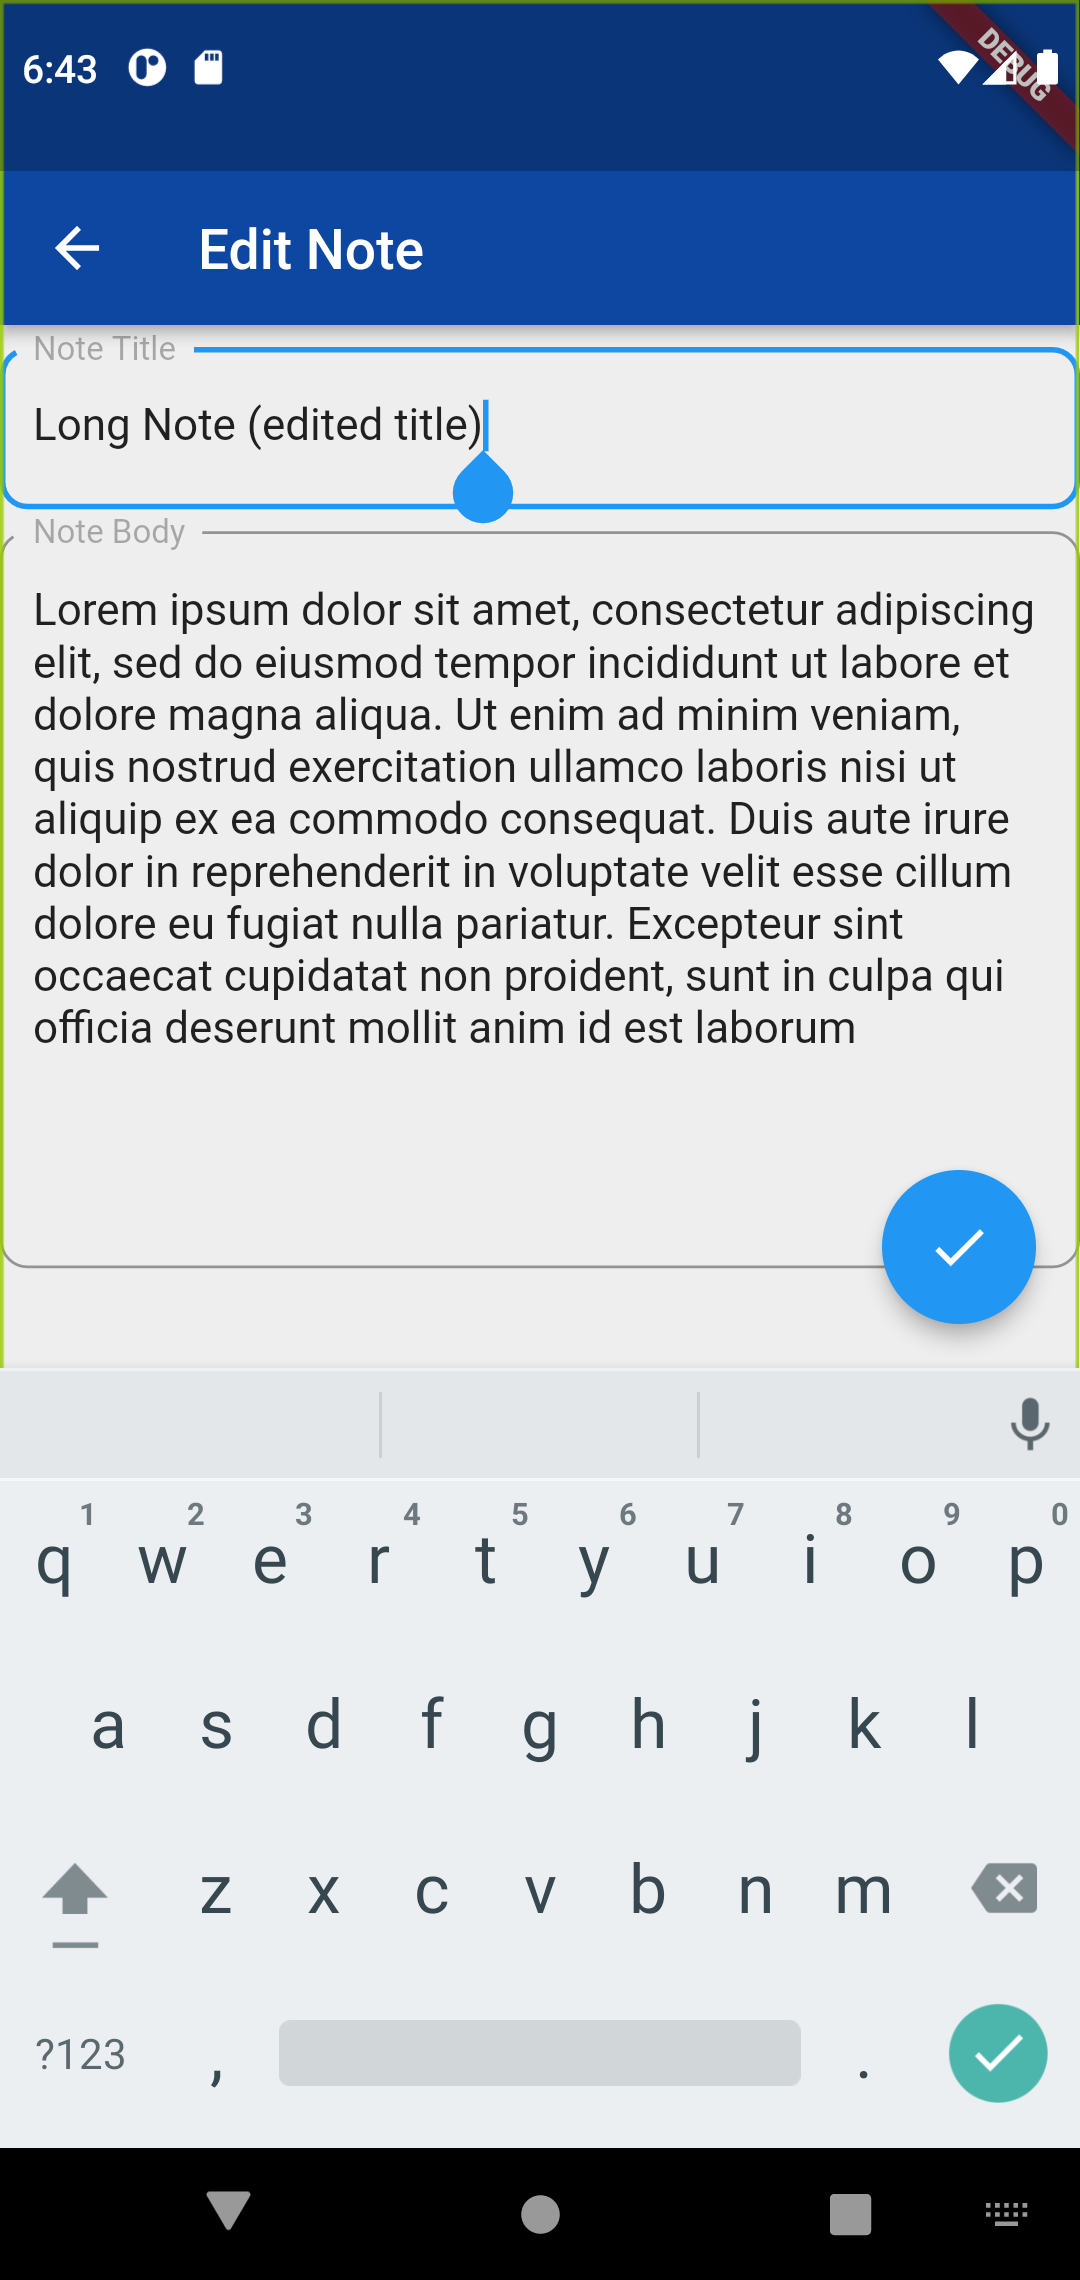 6:43
DEBUG
Edit Note
Note Title
Long Note (edited title)
Note Body
Lorem ipsum dolor sit amet, consectetur adipiscing
elit, sed do eiusmod tempor incididunt ut labore et
dolore magna aliqua. Ut enim ad minim veniam,
quis nostrud exercitation ullamco laboris nisi ut
aliquip ex ea commodo consequat. Duis aute irure
dolor in reprehenderit in voluptate velit esse cillum
dolore eu fugiat nulla pariatur. Excepteur sint
occaecat cupidatat non proident, sunt in culpa qui
officia deserunt mollit anim id est laborum
1 2 3 4 5 6 7 8 9 0
q w e r t y u i o p
a s d f g h j k l
z x c v b n m
?123 , .